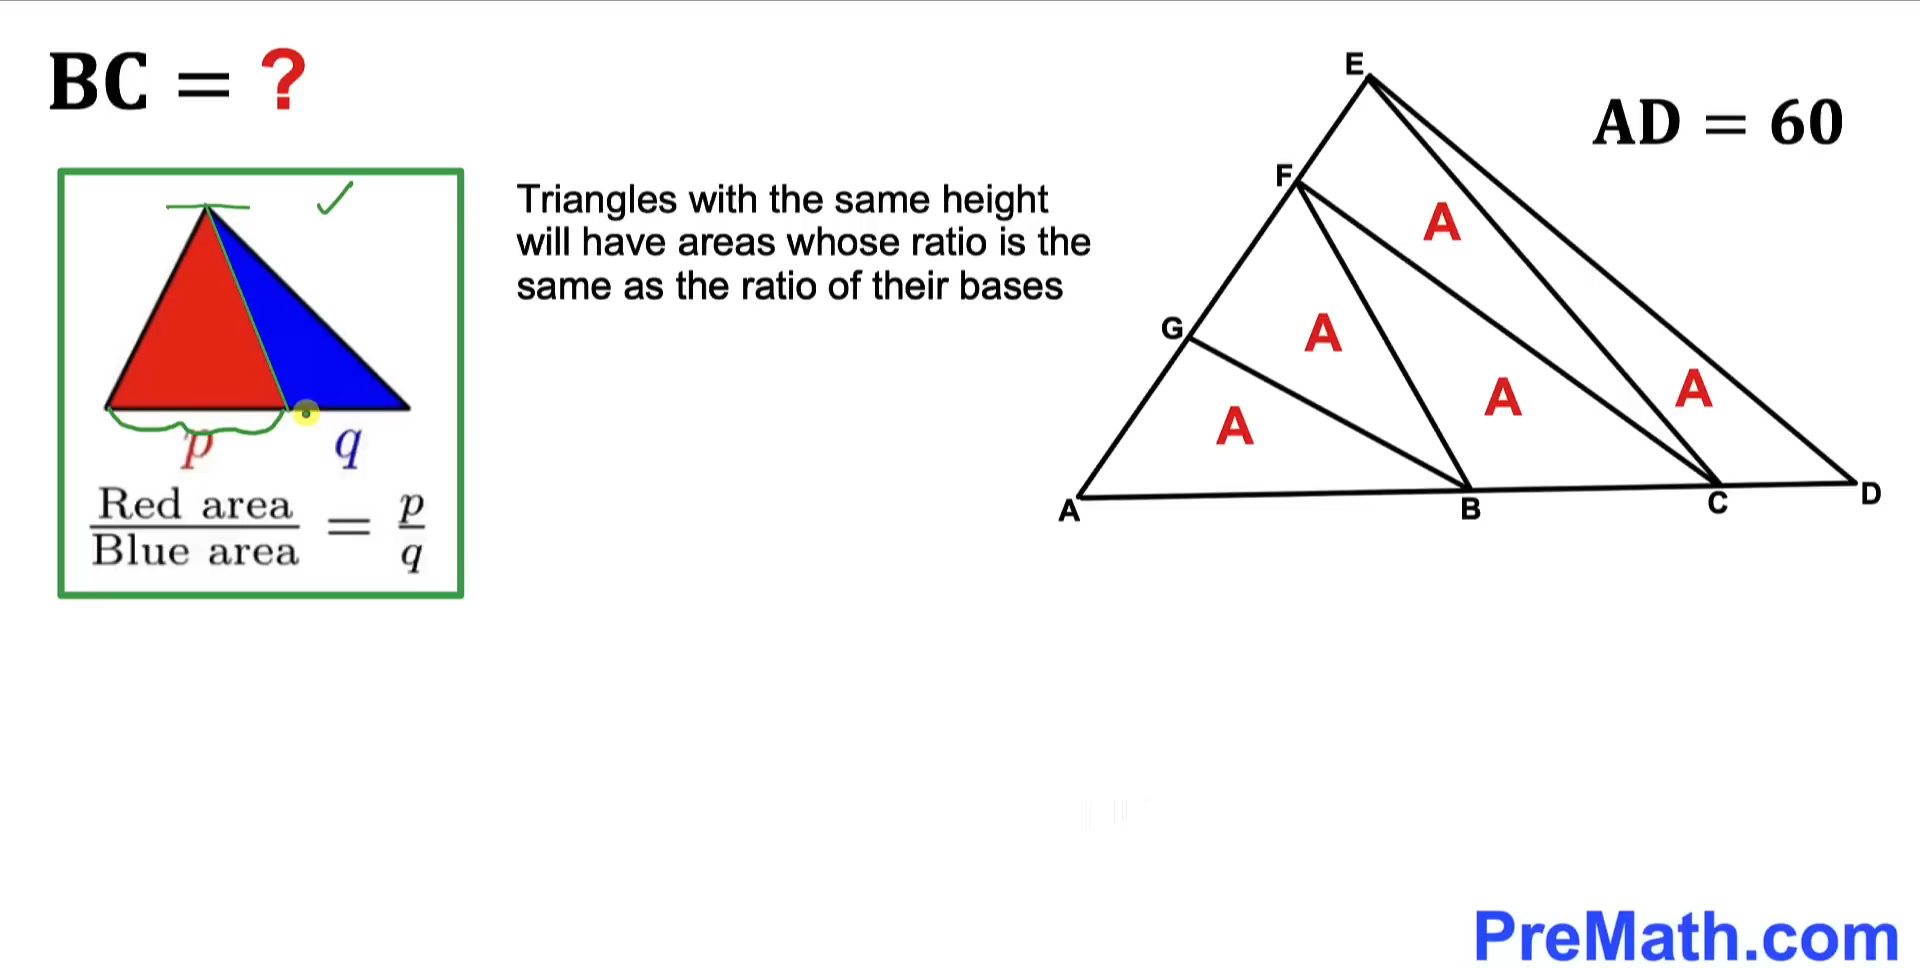 BC = ?
AD = 60
Triangles with the same height
will have areas whose ratio is the
same as the ratio of their bases
p
q
Red area
Blue area
=
p
q
E
F
A
G
A
A
A
A
A
B
C
D
PreMath.com